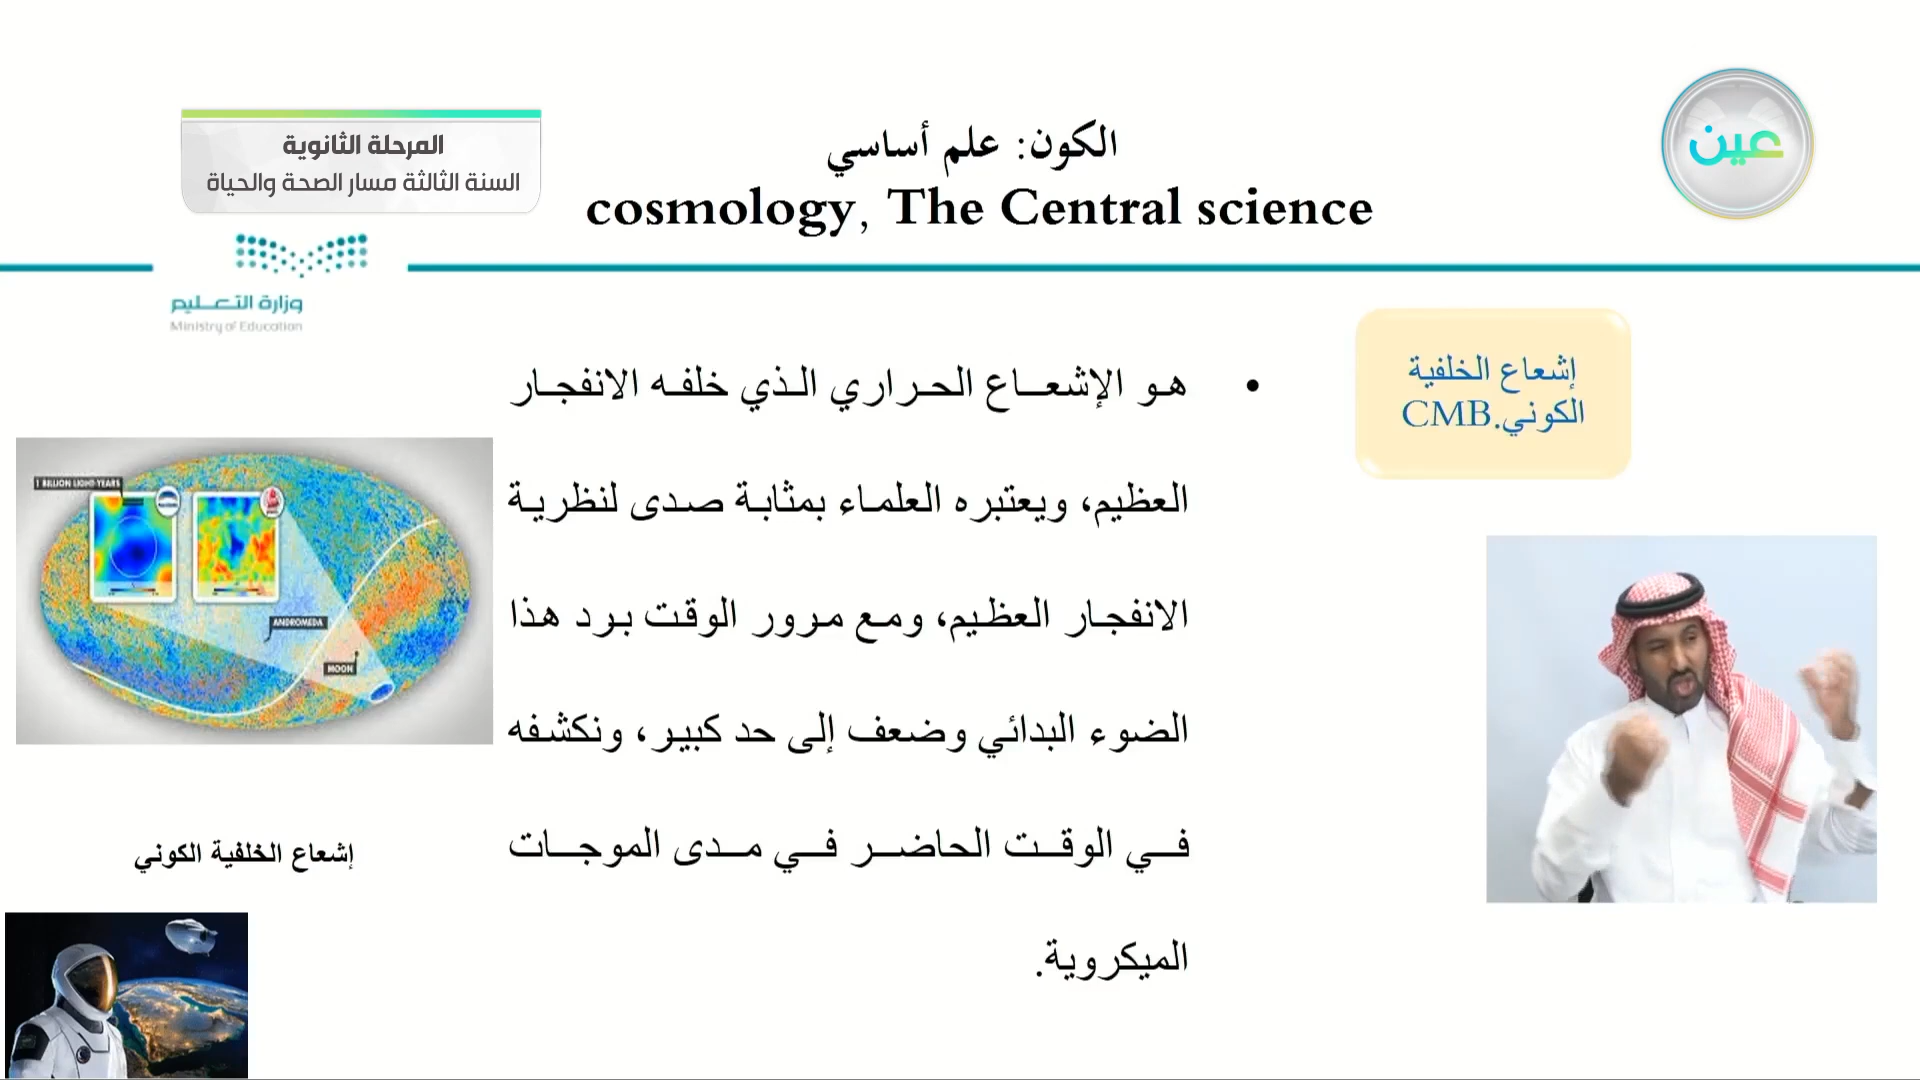 المرحلة الثانوية
السنة الثالثة مسار الصحة والحياة
الكون: علم أساسي
cosmology, The Central science
عين
وزارة التعليم
Ministry of Education
إشعاع الخلفية
الكوني.CMB
• هو الإشعاع الحراري الذي خلفه الانفجار
العظيم، ويعتبره العلماء بمثابة صدى لنظرية
الانفجار العظيم، ومع مرور الوقت برد هذا
الضوء البدائي وضعف إلى حد كبير، ونكشفه
في الوقت الحاضر في مدى الموجات
الميكروية.
1 BILLION LIGHT-YEARS
ANDROMEDA
MOON
إشعاع الخلفية الكوني